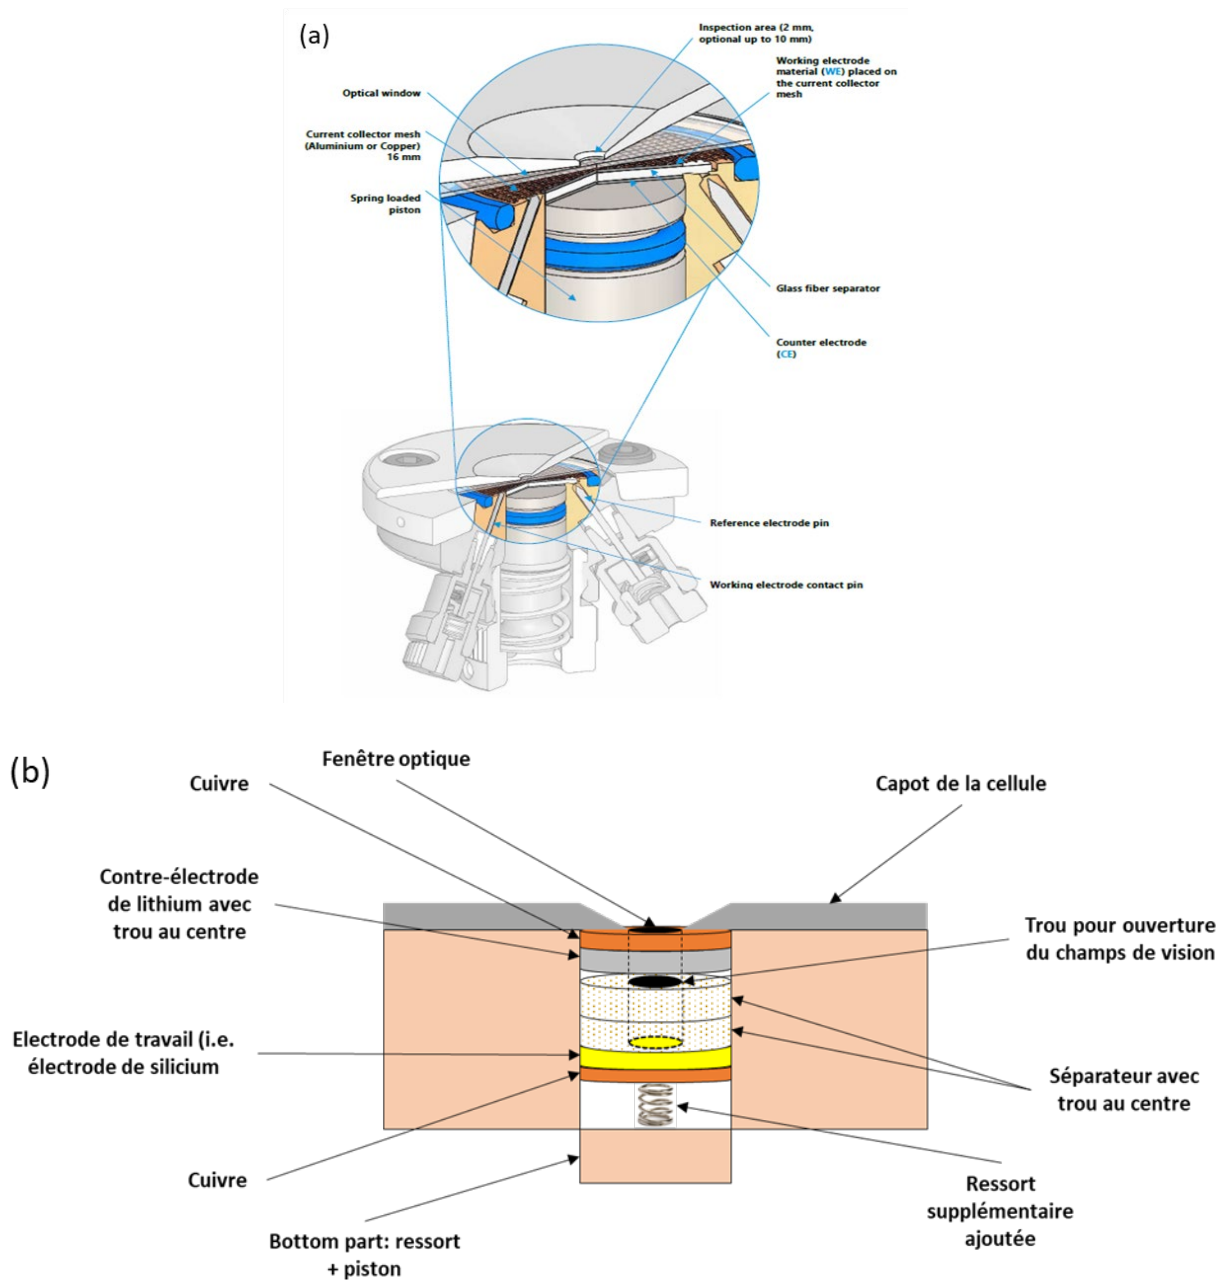 (a)
Inspection area (2 mm,
optional up to 10 mm)
Working electrode
material (WE) placed on
the current collector
mesh
Optical window
Current collector mesh
(Aluminium or Copper)
16 mm
Spring loaded
piston
Glass fiber separator
Counter electrode
(CE)
Reference electrode pin
Working electrode contact pin
(b)
Fenêtre optique
Cuivre
Capot de la cellule
Contre-électrode
de lithium avec
trou au centre
Trou pour ouverture
du champs de vision
Electrode de travail (i.e.
électrode de silicium
Séparateur avec
trou au centre
Cuivre
Ressort
supplémentaire
ajoutée
Bottom part: ressort
+ piston